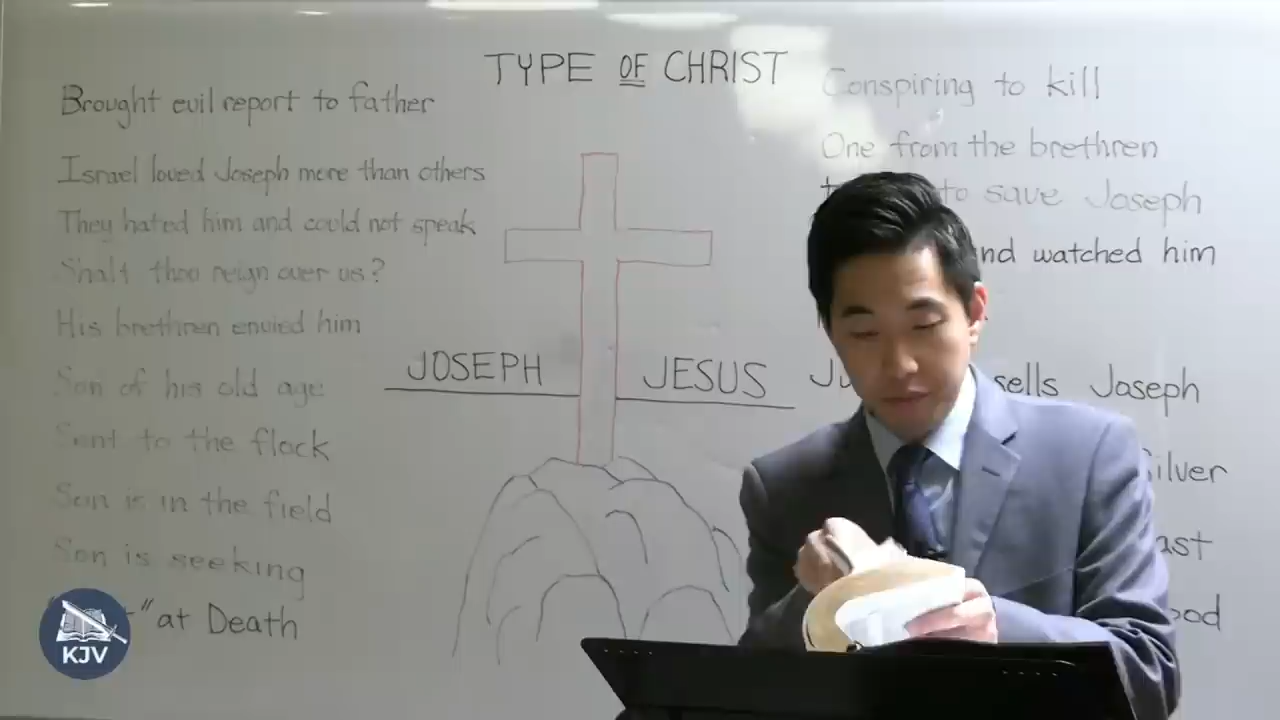 TYPE OF CHRIST
Brought evil report to father
Israel loved Joseph more than others
They hated him and could not speak
Shalt thou reign over us?
His brethren envied him
Son of his old age
Sent to the flock
Son is in the field
Son is seeking
" at Death
JOSEPH
JESUS
Conspiring to kill
One from the brethren
to save Joseph
watched him
sells Joseph
Silver
KJV